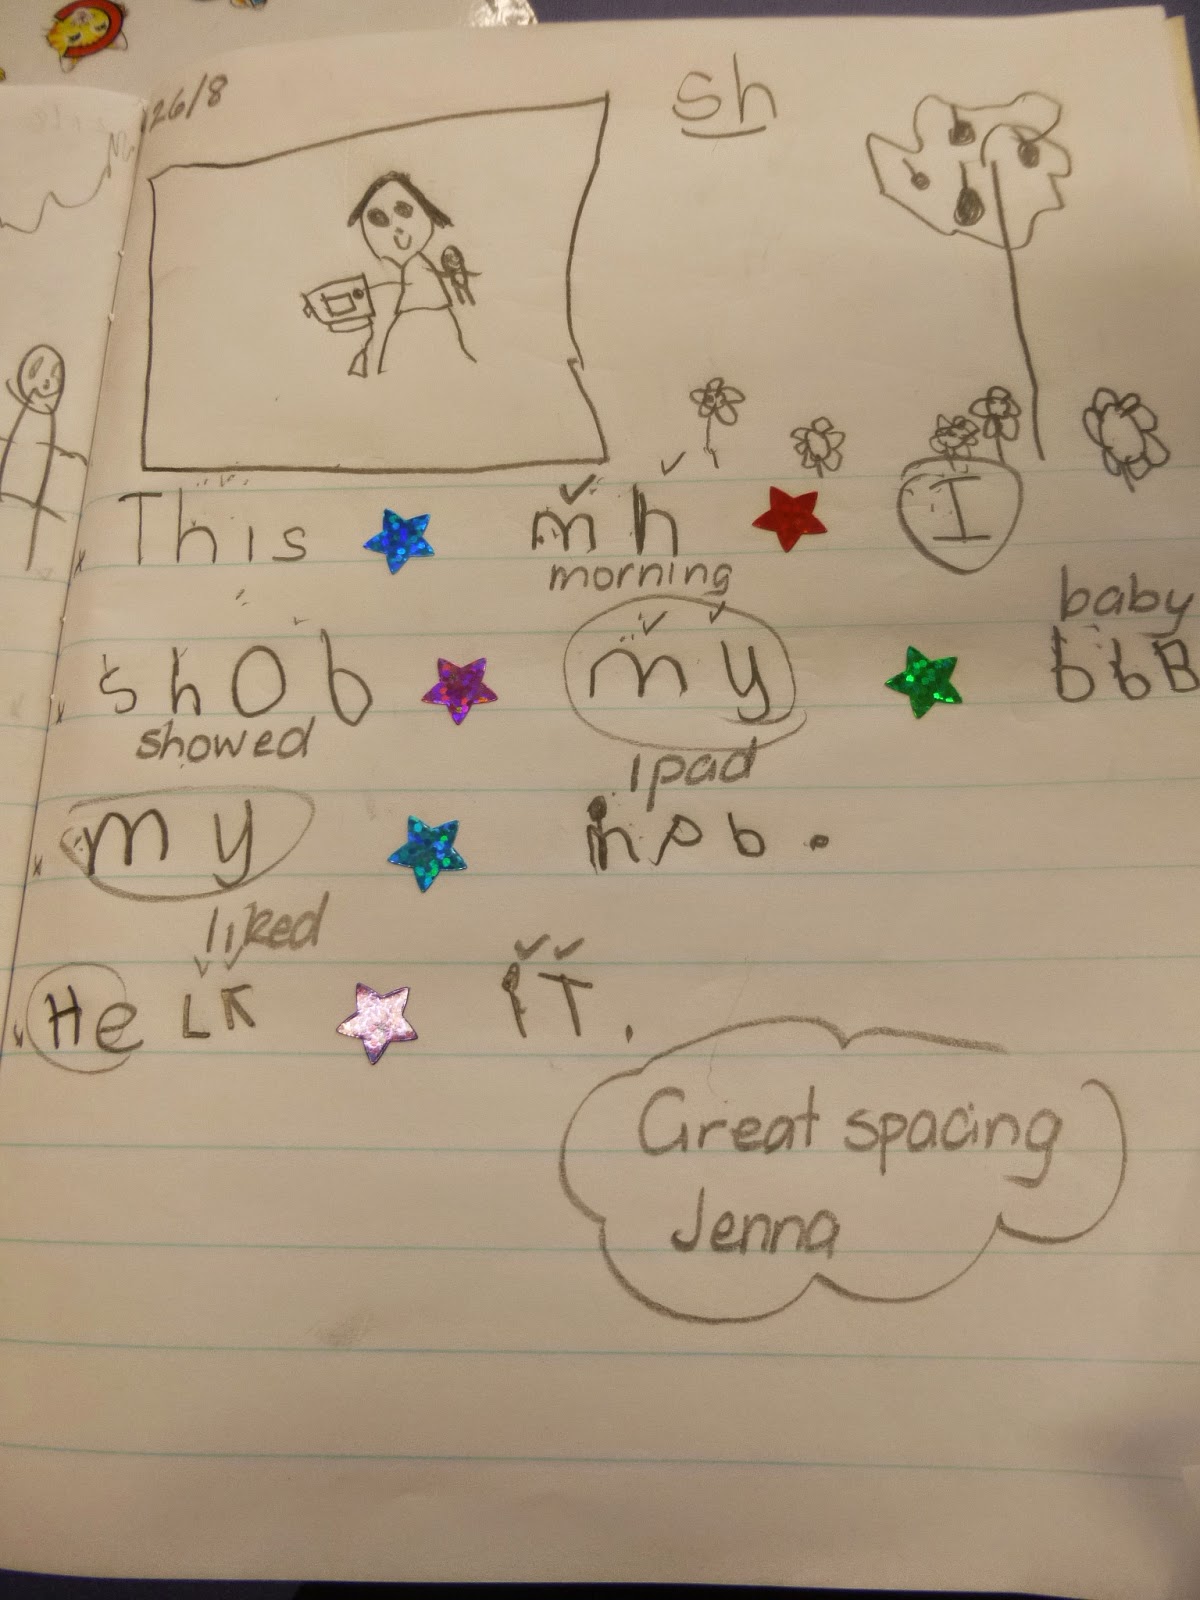 26/8
sh
This mh I
morning
baby
shOb my bbB
showed
ipad
my mpb.
liked
He LK iT.
Great spacing
Jenna